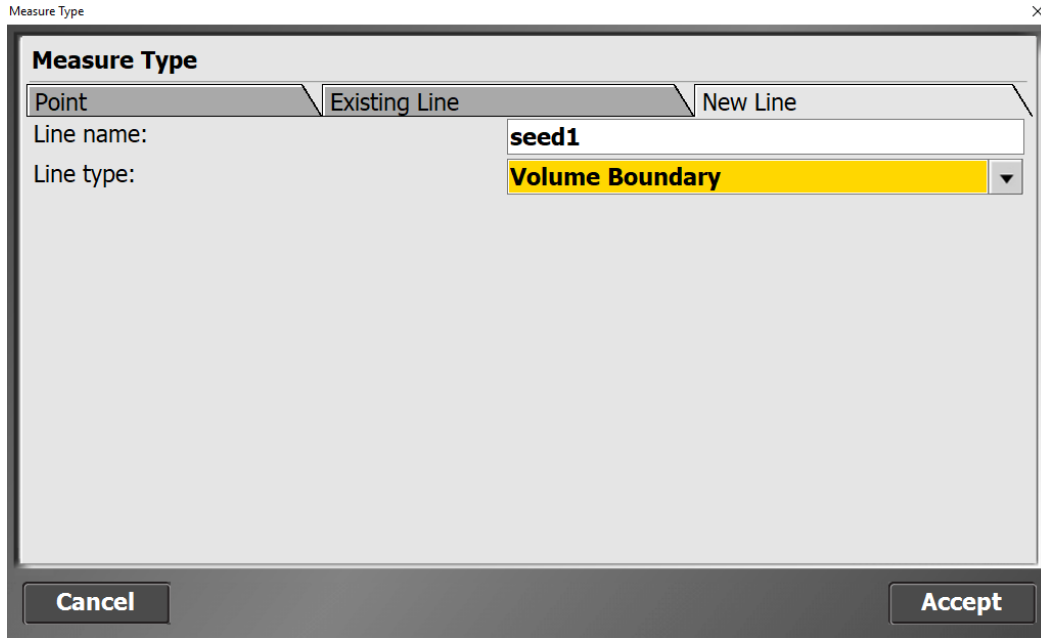 Measure Type
Measure Type
Point Existing Line New Line
Line name: seed1
Line type: Volume Boundary
Cancel Accept